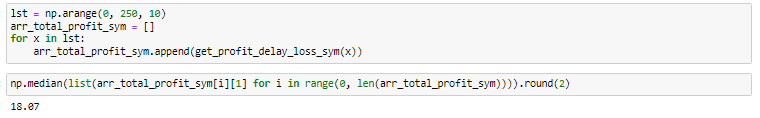 lst = np.arange(0, 250, 10)
arr_total_profit_sym = []
for x in lst:
    arr_total_profit_sym.append(get_profit_delay_loss_sym(x))
np.median(list(arr_total_profit_sym[i][1] for i in range(0, len(arr_total_profit_sym)))).round(2)
18.07